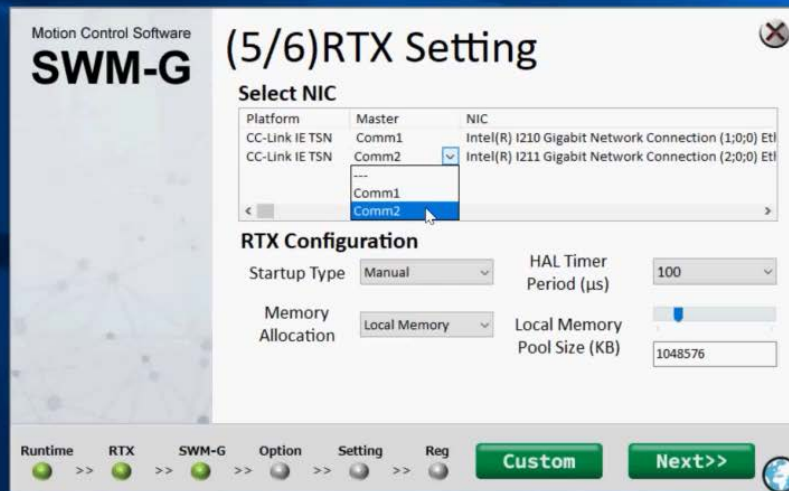 Motion Control Software
SWM-G
(5/6)RTX Setting
Select NIC
Platform Master NIC
CC-Link IE TSN Comm1 Intel(R) I210 Gigabit Network Connection (1;0;0) Eth
CC-Link IE TSN Comm2 Intel(R) I211 Gigabit Network Connection (2;0;0) Eth
---
Comm1
Comm2
RTX Configuration
Startup Type Manual
HAL Timer
Period (µs)
100
Memory
Allocation
Local Memory
Local Memory
Pool Size (KB)
1048576
Runtime >> RTX >> SWM-G >> Option >> Setting >> Reg
Custom
Next>>